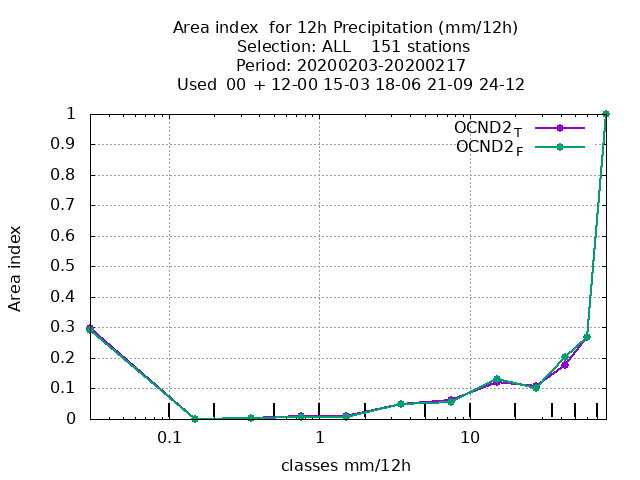 Area index  for 12h Precipitation (mm/12h)
Selection: ALL    151 stations
Period: 20200203-20200217
Used  00 + 12-00 15-03 18-06 21-09 24-12
OCND2T
OCND2F
1
0.9
0.8
0.7
0.6
0.5
0.4
0.3
0.2
0.1
0
Area index
0.1 1 10
classes mm/12h